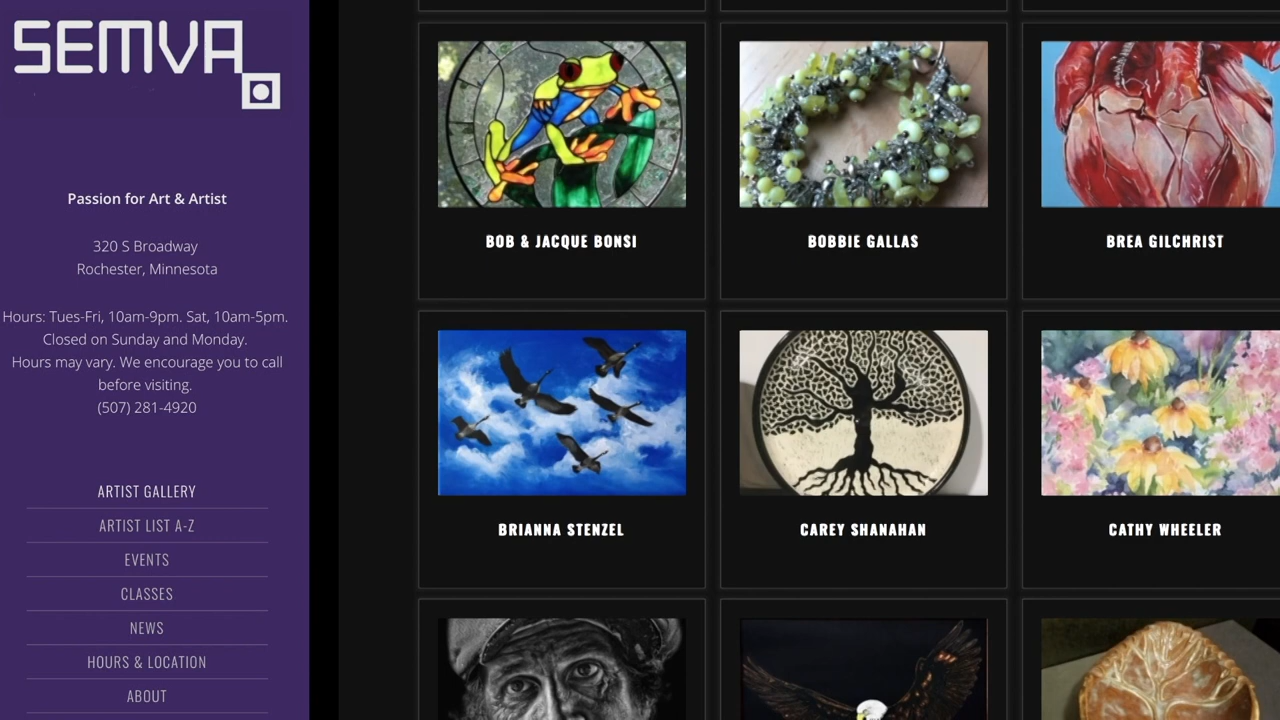 SEMVA
Passion for Art & Artist
320 S Broadway
Rochester, Minnesota
Hours: Tues-Fri, 10am-9pm. Sat, 10am-5pm.
Closed on Sunday and Monday.
Hours may vary. We encourage you to call
before visiting.
(507) 281-4920
ARTIST GALLERY
ARTIST LIST A-Z
EVENTS
CLASSES
NEWS
HOURS & LOCATION
ABOUT
BOB & JACQUE BONSI
BOBBIE GALLAS
BREA GILCHRIST
BRIANNA STENZEL
CAREY SHANAHAN
CATHY WHEELER